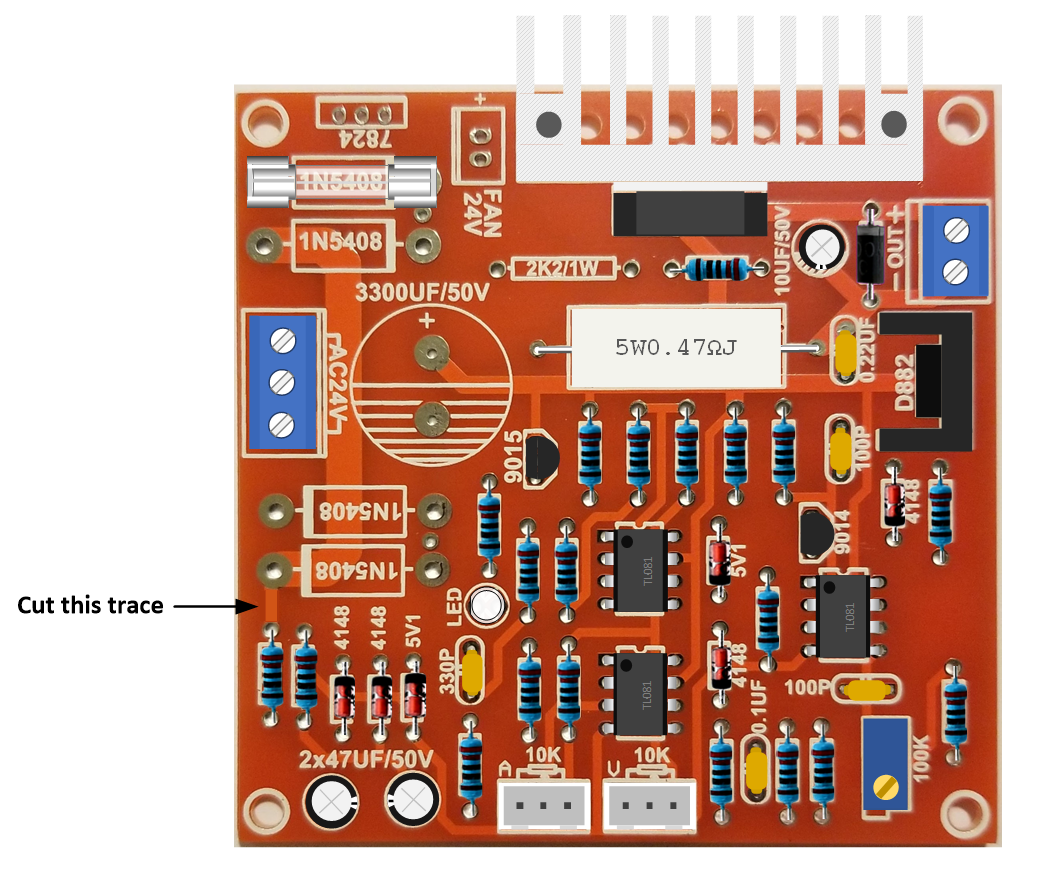 +
7824
1N5408
FAN
24V
1N5408
2K2/1W
10UF/50V
- OUT +
3300UF/50V
+
5W0.47ΩJ
0.22UF
AC24V~
D882
9015
100P
4148
1N5408
9014
1N5408
TL081
5V1
TL081
Cut this trace
LED
4148
4148
5V1
330P
TL081
4148
100P
0.1UF
2x47UF/50V
A
10K
V
10K
100K